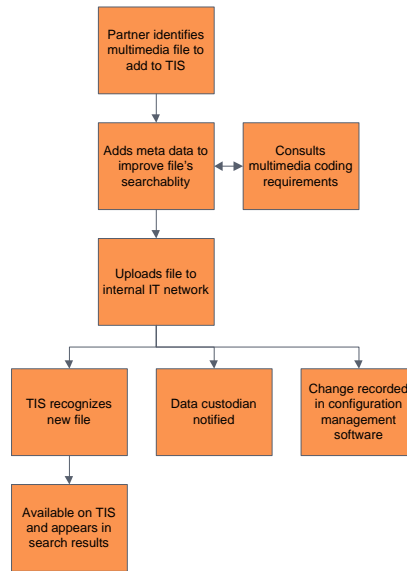 Partner identifies
multimedia file to
add to TIS
Adds meta data to
improve file's
searchablity
Consults
multimedia coding
requirements
Uploads file to
internal IT network
TIS recognizes
new file
Data custodian
notified
Change recorded
in configuration
management
software
Available on TIS
and appears in
search results